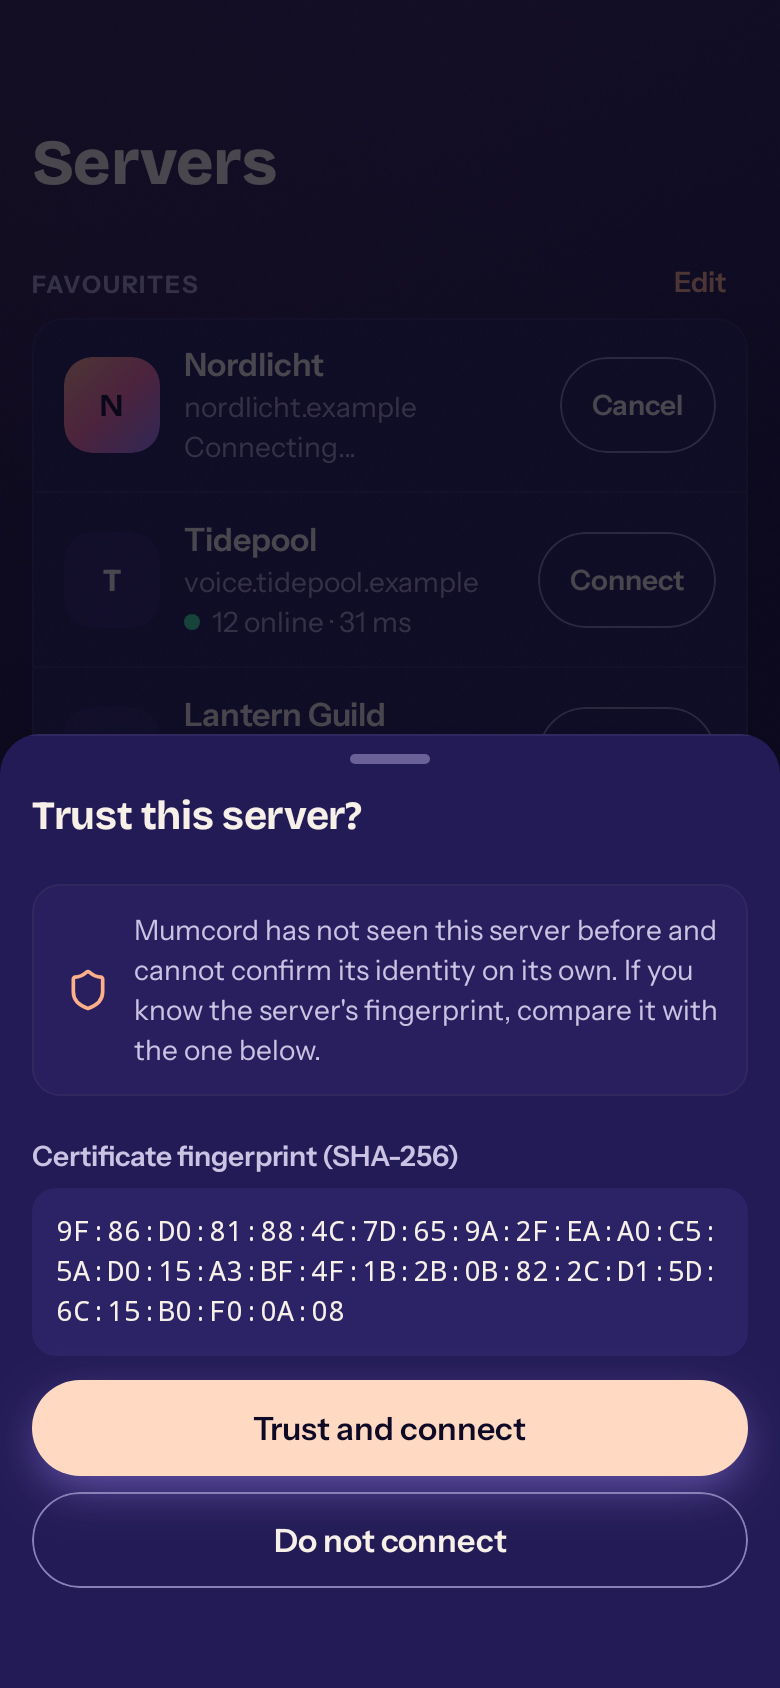 Servers
FAVOURITES
Edit
N
Nordlicht
nordlicht.example
Connecting...
Cancel
T
Tidepool
voice.tidepool.example
12 online · 31 ms
Connect
Lantern Guild
Trust this server?
Mumcord has not seen this server before and
cannot confirm its identity on its own. If you
know the server's fingerprint, compare it with
the one below.
Certificate fingerprint (SHA-256)
9F:86:D0:81:88:4C:7D:65:9A:2F:EA:A0:C5:
5A:D0:15:A3:BF:4F:1B:2B:0B:82:2C:D1:5D:
6C:15:B0:F0:0A:08
Trust and connect
Do not connect